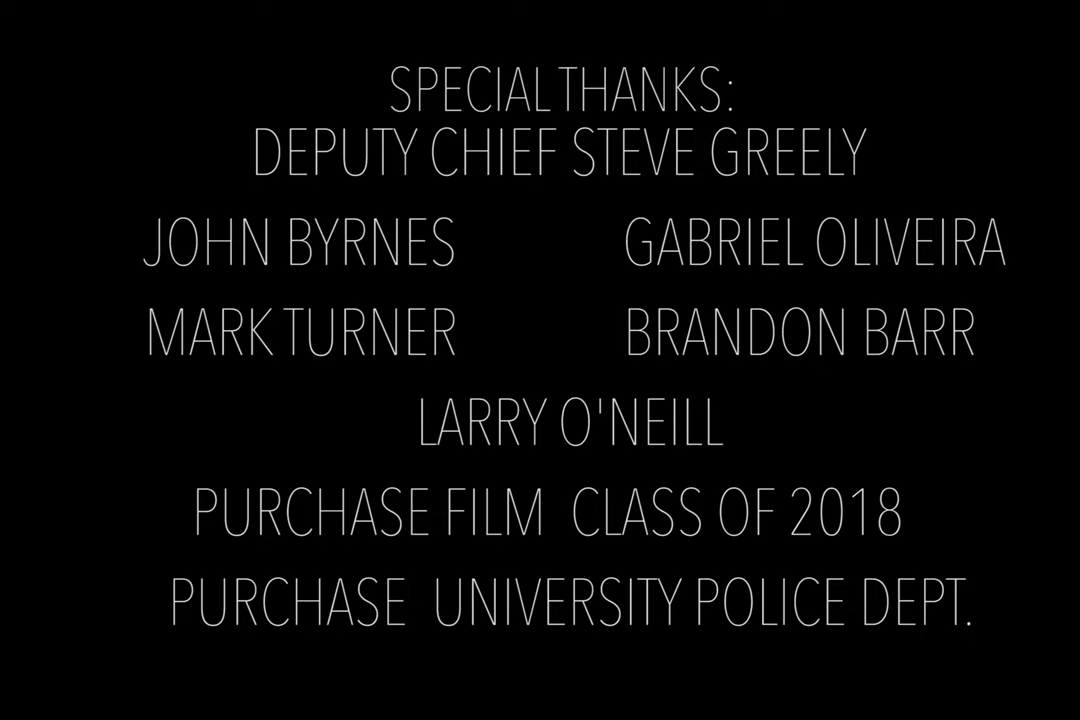 SPECIAL THANKS:
DEPUTY CHIEF STEVE GREELY
JOHN BYRNES GABRIEL OLIVEIRA
MARK TURNER BRANDON BARR
LARRY O'NEILL
PURCHASE FILM CLASS OF 2018
PURCHASE UNIVERSITY POLICE DEPT.